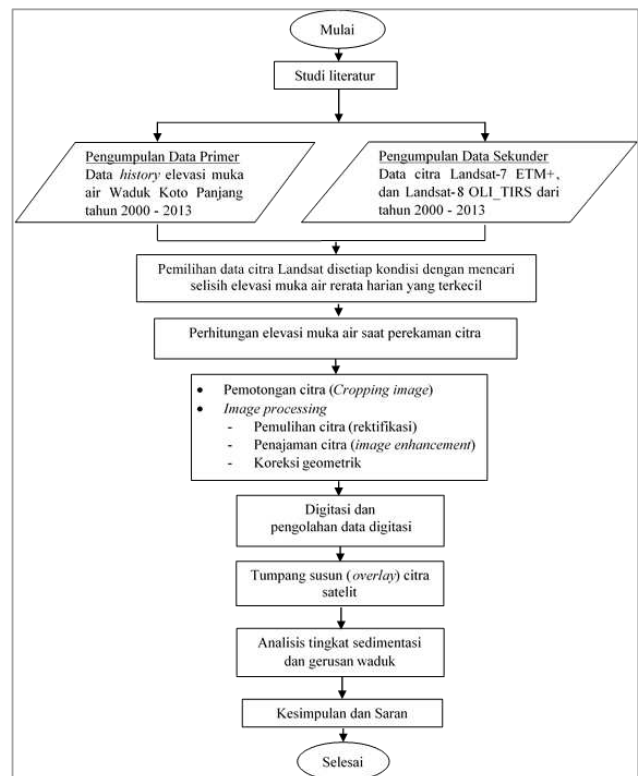 Mulai
Studi literatur
Pengumpulan Data Primer
Data history elevasi muka
air Waduk Koto Panjang
tahun 2000 - 2013
Pengumpulan Data Sekunder
Data citra Landsat-7 ETM+,
dan Landsat-8 OLI_TIRS dari
tahun 2000 - 2013
Pemilihan data citra Landsat disetiap kondisi dengan mencari
selisih elevasi muka air rerata harian yang terkecil
Perhitungan elevasi muka air saat perekaman citra
• Pemotongan citra (Cropping image)
• Image processing
- Pemulihan citra (rektifikasi)
- Penajaman citra (image enhancement)
- Koreksi geometrik
Digitasi dan
pengolahan data digitasi
Tumpang susun (overlay) citra
satelit
Analisis tingkat sedimentasi
dan gerusan waduk
Kesimpulan dan Saran
Selesai